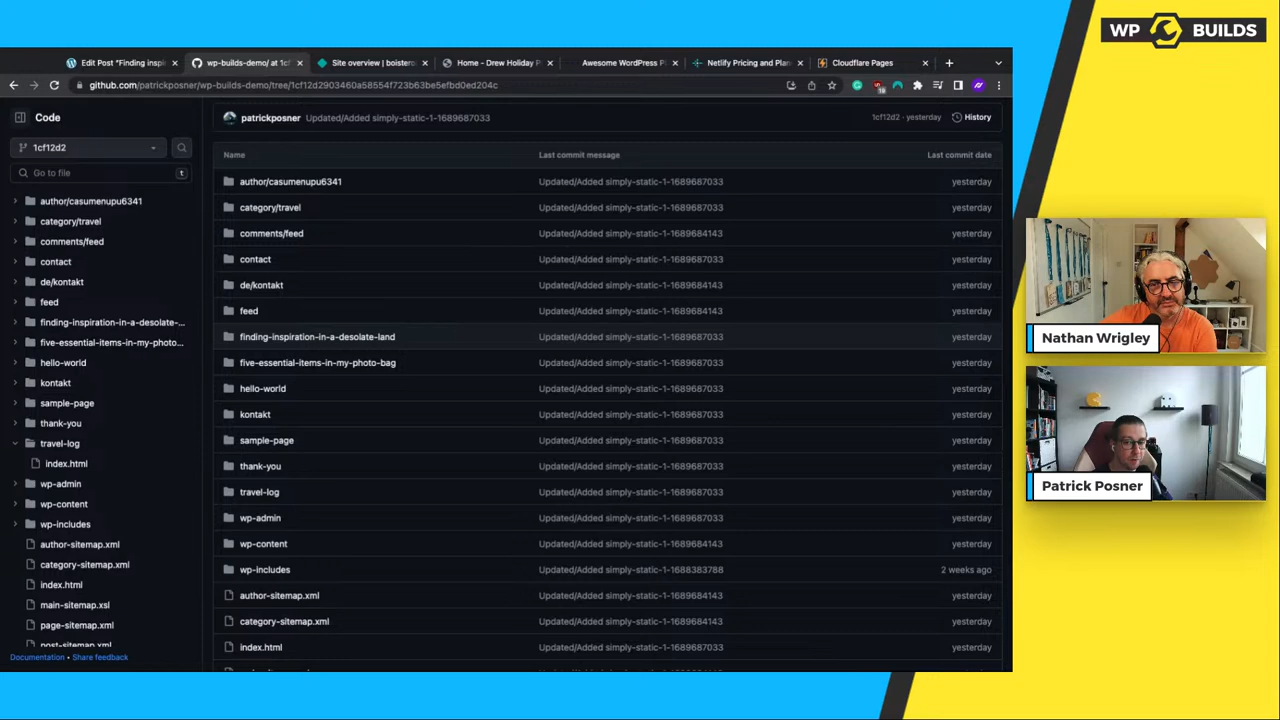 WP BUILDS
Edit Post "Finding inspi
wp-builds-demo/ at 1cf
Site overview | boisterou
Home - Drew Holiday P
Awesome WordPress P
Netlify Pricing and Plan
Cloudflare Pages
github.com/patrickposner/wp-builds-demo/tree/1cf12d2903460a58554f723b63be5efbd0ed204c
Code
patrickposner Updated/Added simply-static-1-1689687033
1cf12d2 · yesterday
History
1cf12d2
Go to file
t
author/casumenupu6341
category/travel
comments/feed
contact
de/kontakt
feed
finding-inspiration-in-a-desolate-...
five-essential-items-in-my-photo...
hello-world
kontakt
sample-page
thank-you
travel-log
index.html
wp-admin
wp-content
wp-includes
author-sitemap.xml
category-sitemap.xml
index.html
main-sitemap.xsl
page-sitemap.xml
post-sitemap.xml
Documentation • Share feedback
Name Last commit message Last commit date
author/casumenupu6341 Updated/Added simply-static-1-1689687033 yesterday
category/travel Updated/Added simply-static-1-1689687033 yesterday
comments/feed Updated/Added simply-static-1-1689684143 yesterday
contact Updated/Added simply-static-1-1689687033 yesterday
de/kontakt Updated/Added simply-static-1-1689684143 yesterday
feed Updated/Added simply-static-1-1689684143 yesterday
finding-inspiration-in-a-desolate-land Updated/Added simply-static-1-1689687033 yesterday
five-essential-items-in-my-photo-bag Updated/Added simply-static-1-1689687033 yesterday
hello-world Updated/Added simply-static-1-1689687033 yesterday
kontakt Updated/Added simply-static-1-1689687033 yesterday
sample-page Updated/Added simply-static-1-1689687033 yesterday
thank-you Updated/Added simply-static-1-1689687033 yesterday
travel-log Updated/Added simply-static-1-1689687033 yesterday
wp-admin Updated/Added simply-static-1-1689687033 yesterday
wp-content Updated/Added simply-static-1-1689684143 yesterday
wp-includes Updated/Added simply-static-1-1688383788 2 weeks ago
author-sitemap.xml Updated/Added simply-static-1-1689684143 yesterday
category-sitemap.xml Updated/Added simply-static-1-1689684143 yesterday
index.html Updated/Added simply-static-1-1689687033 yesterday
Nathan Wrigley
Patrick Posner